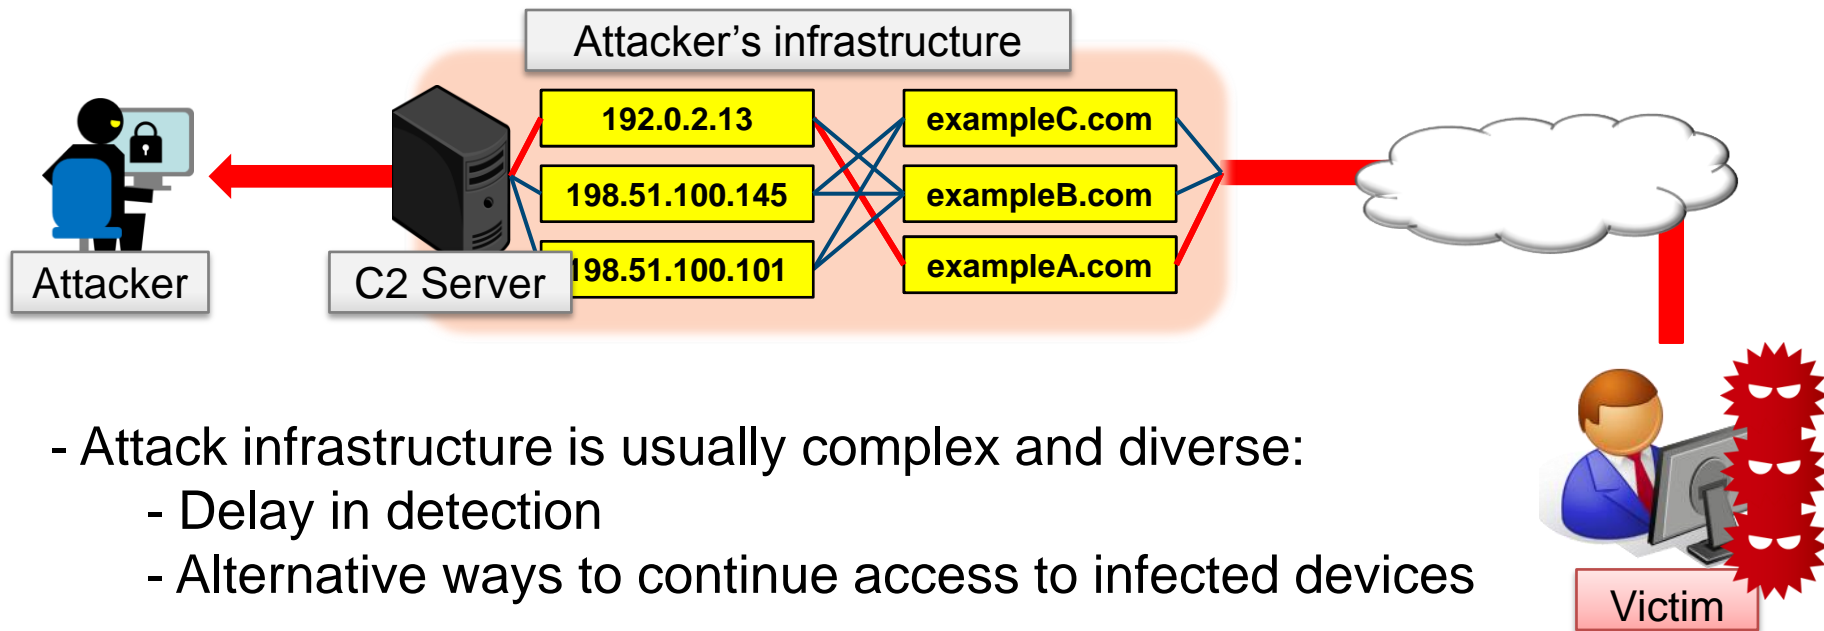 Attacker’s infrastructure
192.0.2.13
exampleC.com
198.51.100.145
exampleB.com
198.51.100.101
exampleA.com
Attacker
C2 Server
- Attack infrastructure is usually complex and diverse:
- Delay in detection
- Alternative ways to continue access to infected devices
Victim